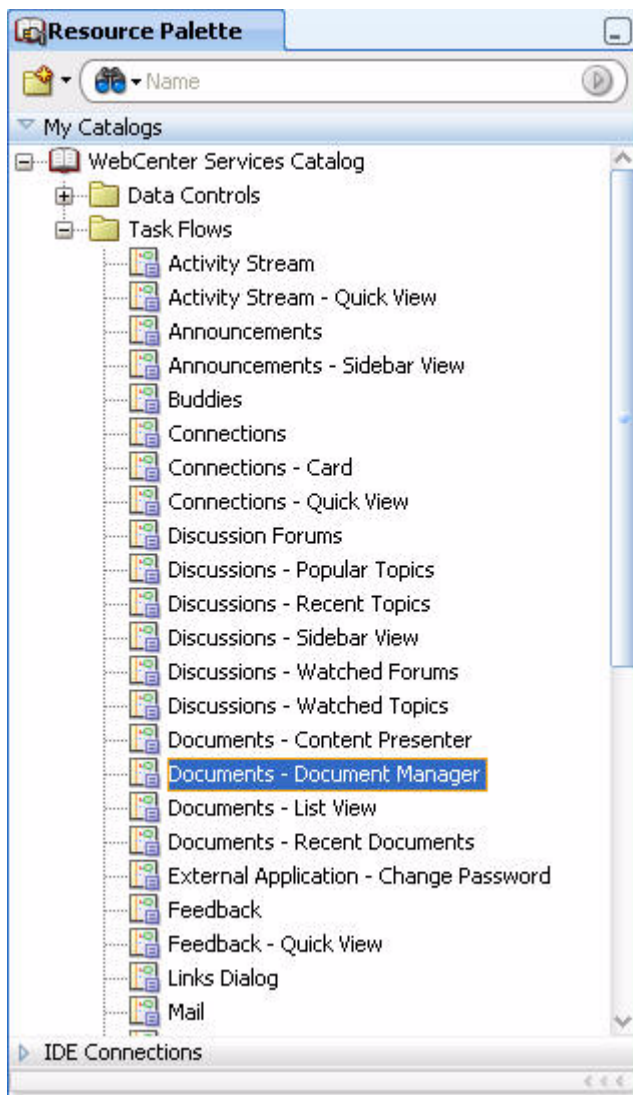 Resource Palette
Name
My Catalogs
WebCenter Services Catalog
Data Controls
Task Flows
Activity Stream
Activity Stream - Quick View
Announcements
Announcements - Sidebar View
Buddies
Connections
Connections - Card
Connections - Quick View
Discussion Forums
Discussions - Popular Topics
Discussions - Recent Topics
Discussions - Sidebar View
Discussions - Watched Forums
Discussions - Watched Topics
Documents - Content Presenter
Documents - Document Manager
Documents - List View
Documents - Recent Documents
External Application - Change Password
Feedback
Feedback - Quick View
Links Dialog
Mail
IDE Connections